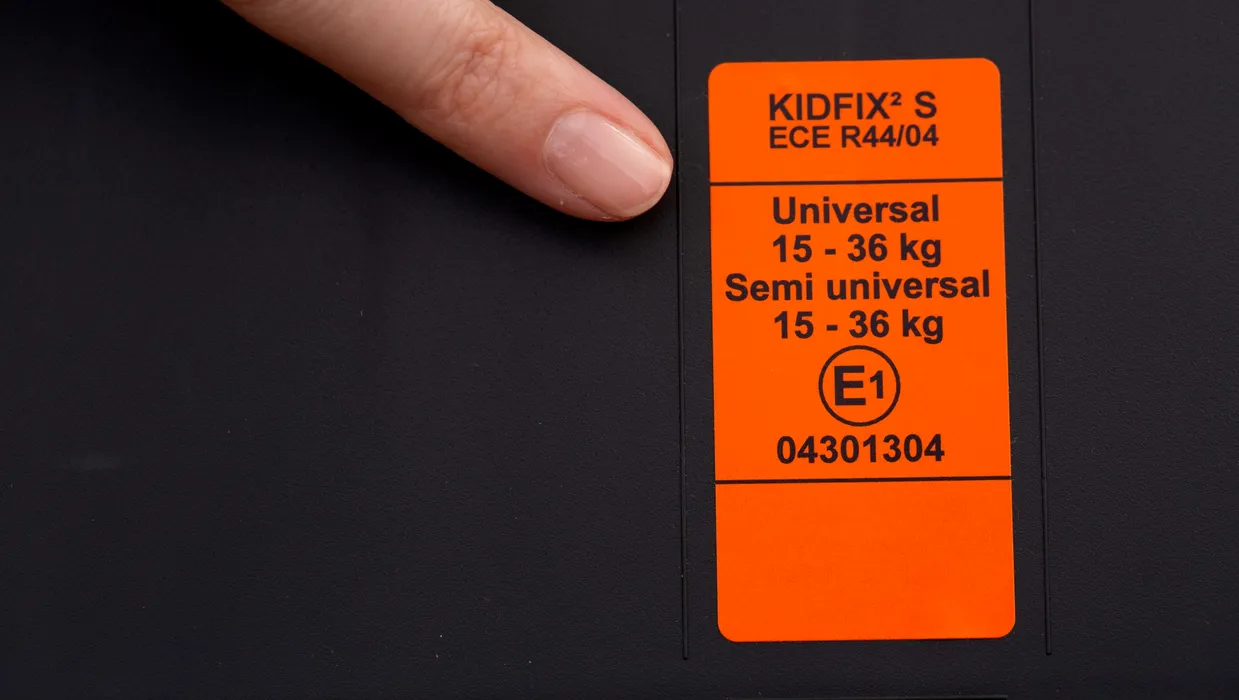 KIDFIX² S
ECE R44/04
Universal
15 - 36 kg
Semi universal
15 - 36 kg
E1
04301304